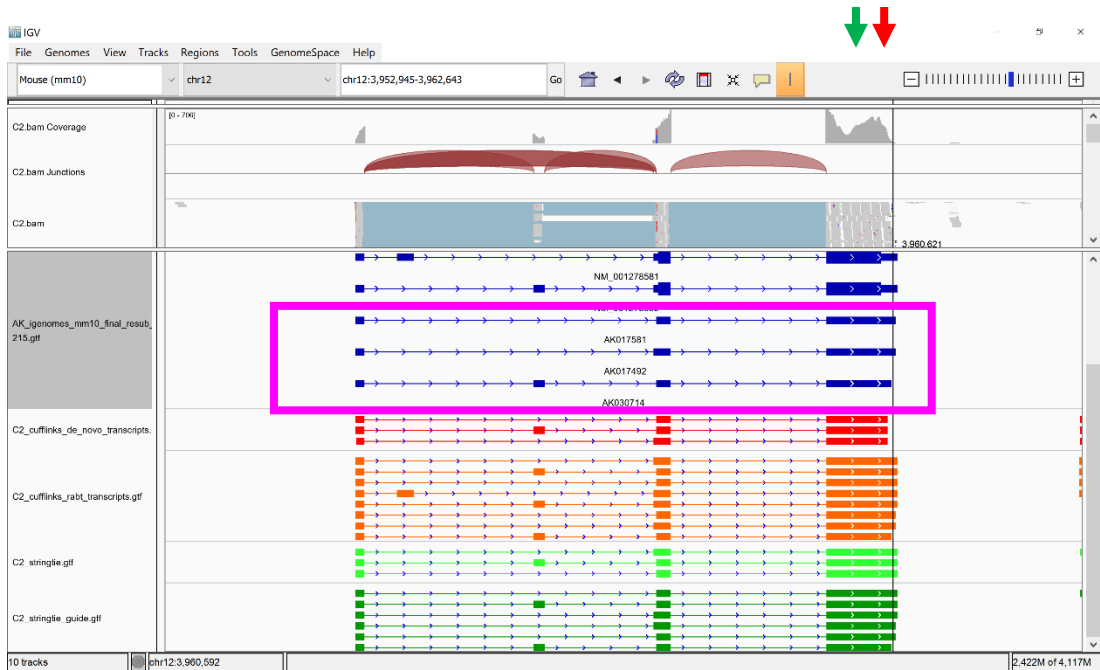 IGV
File Genomes View Tracks Regions Tools GenomeSpace Help
Mouse (mm10) chr12 chr12:3,952,945-3,962,643 Go
[0 - 706]
C2.bam Coverage
C2.bam Junctions
C2.bam
3,960,621
NM_001278581
AK_igenomes_mm10_final_resub_
215.gtf
AK017581
AK017492
AK030714
C2_cufflinks_de_novo_transcripts.
C2_cufflinks_rabt_transcripts.gtf
C2_stringtie.gtf
C2_stringtie_guide.gtf
10 tracks chr12:3,960,592 2,422M of 4,117M